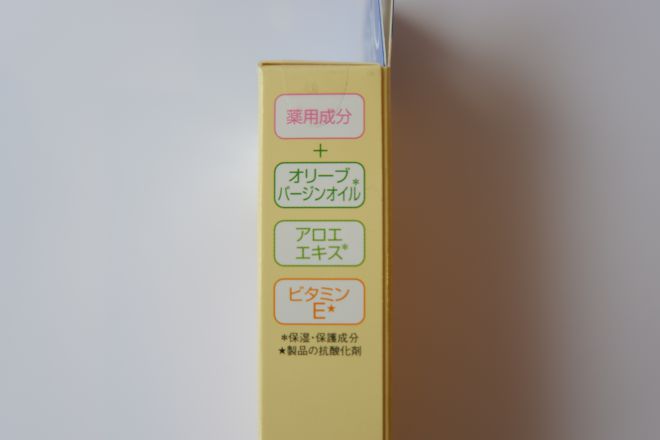 薬用成分
+
オリーブ
バージンオイル*
アロエ
エキス*
ビタミン
E★
*保湿・保護成分
★製品の抗酸化剤